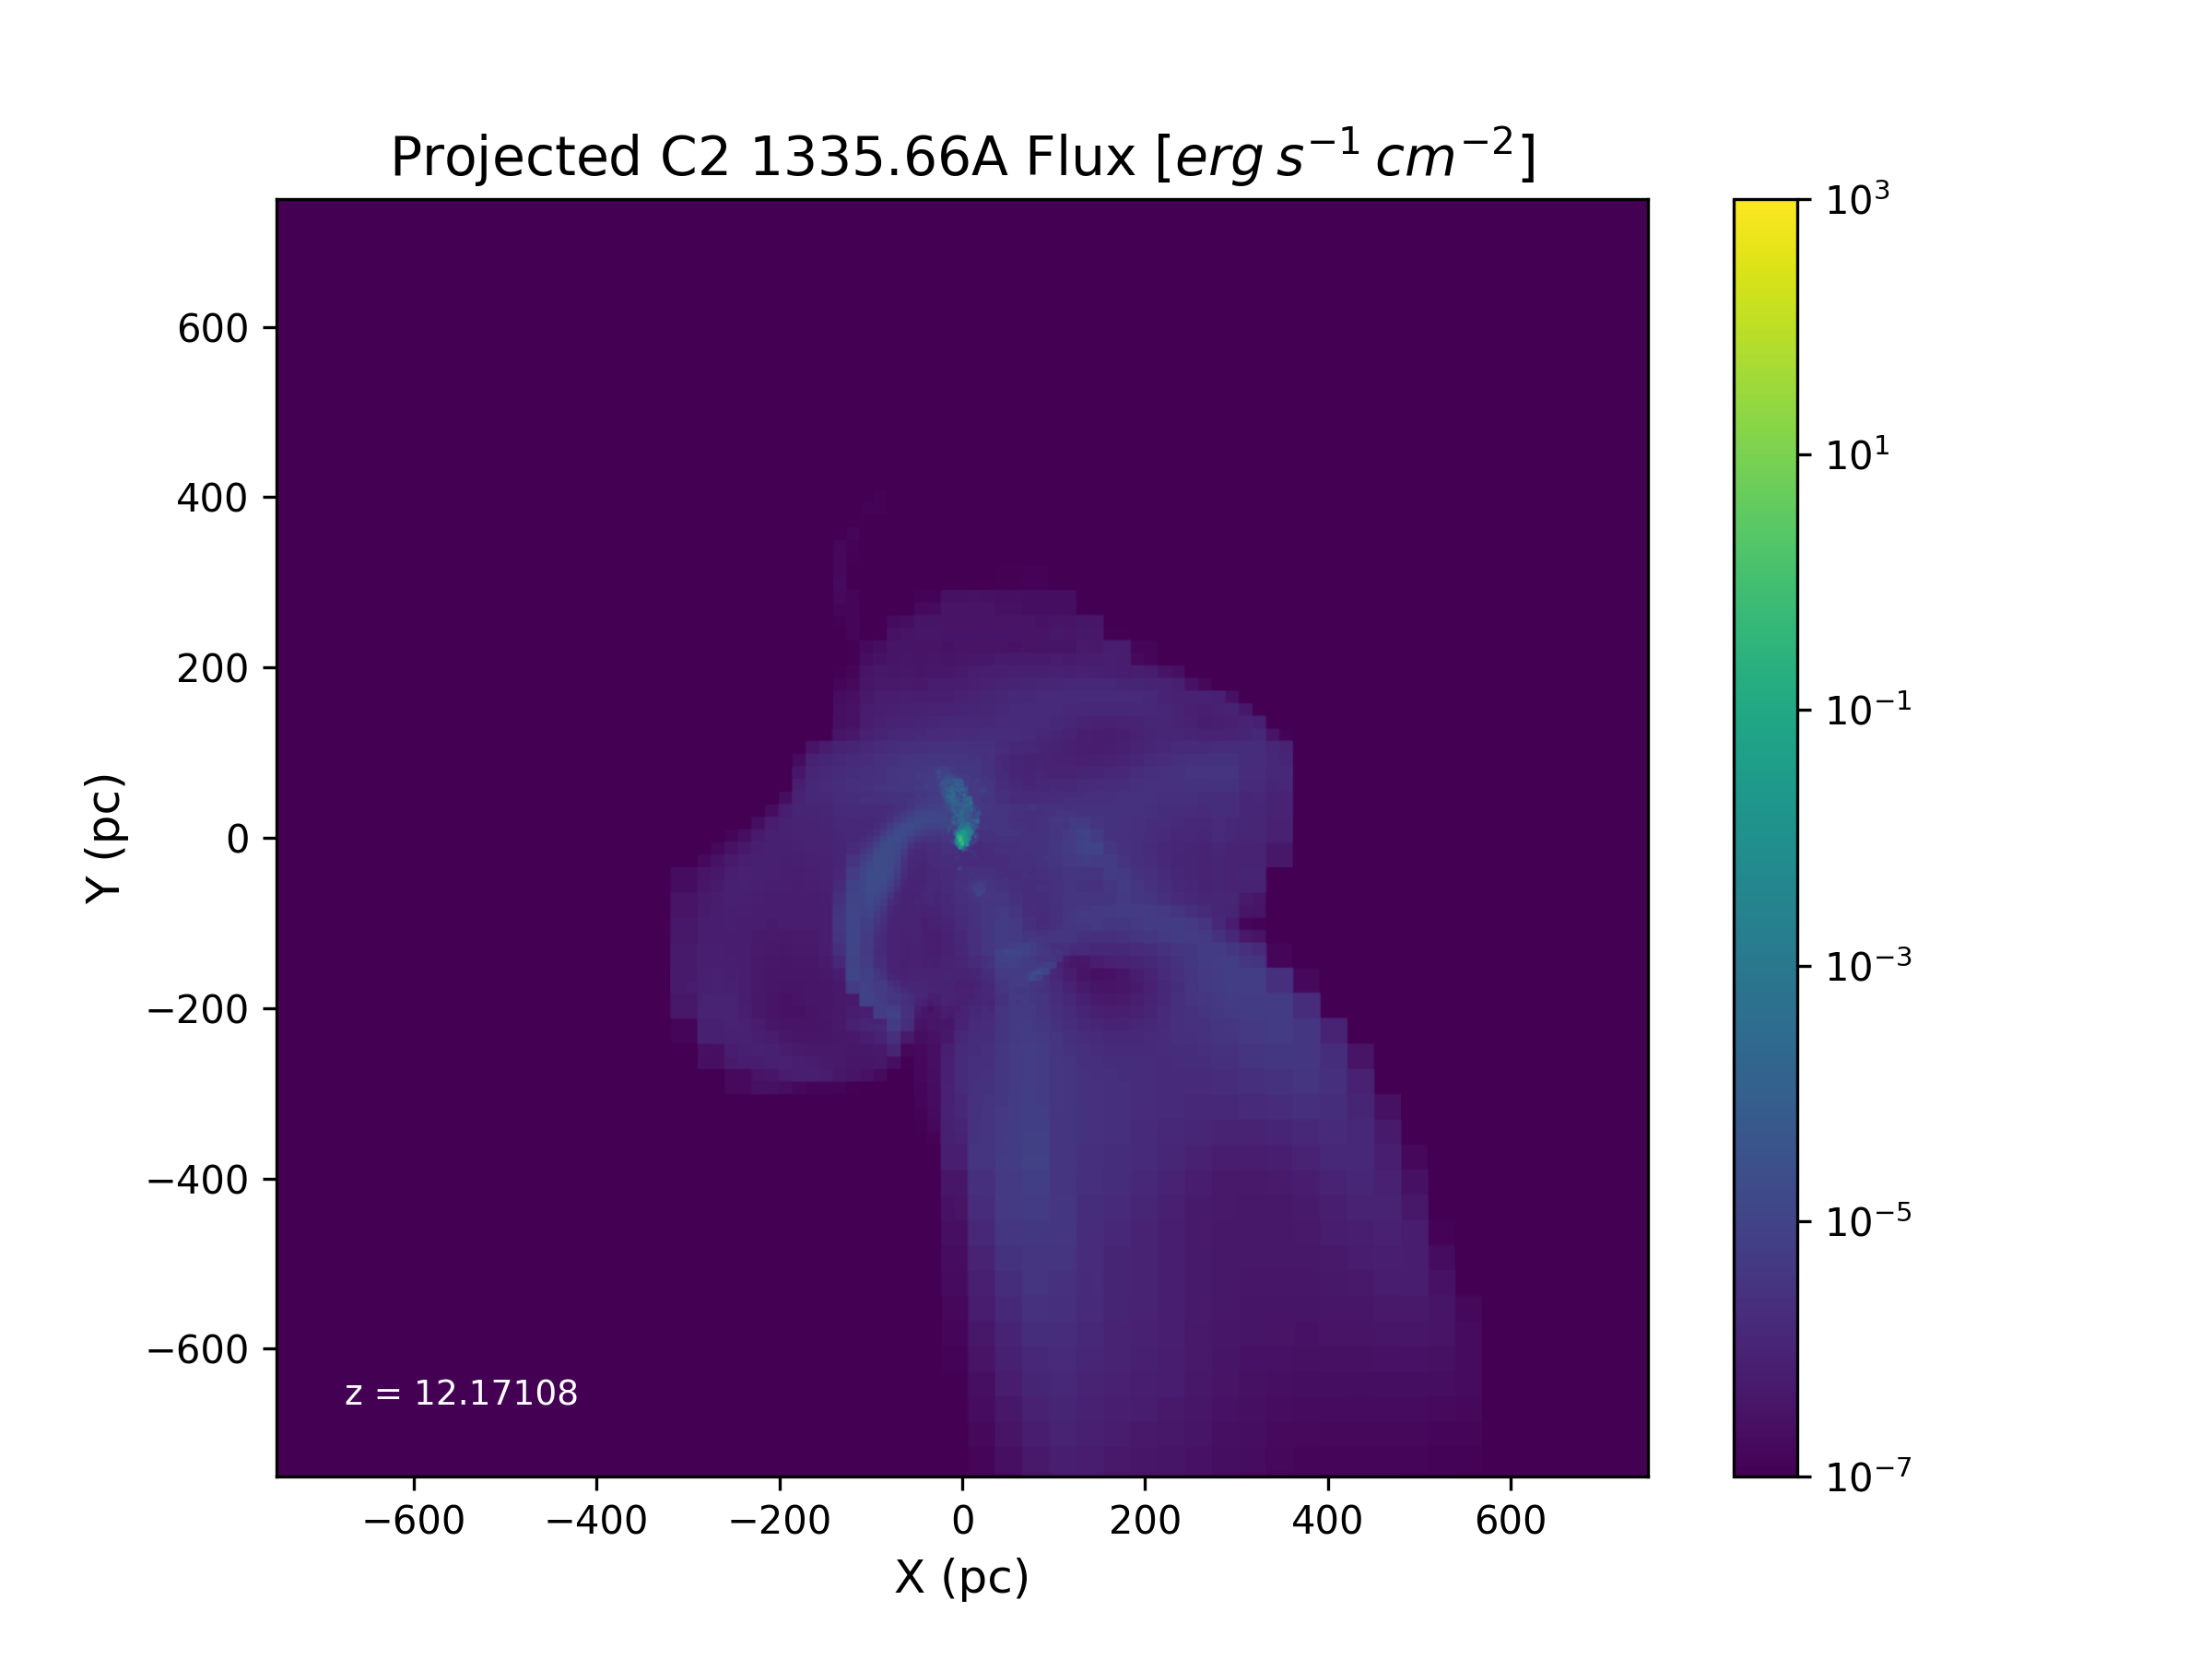 Projected C2 1335.66A Flux [erg s⁻¹ cm⁻²]
10³
10¹
10⁻¹
10⁻³
10⁻⁵
10⁻⁷
Y (pc)
600
400
200
0
−200
−400
−600
z = 12.17108
−600 −400 −200 0 200 400 600
X (pc)